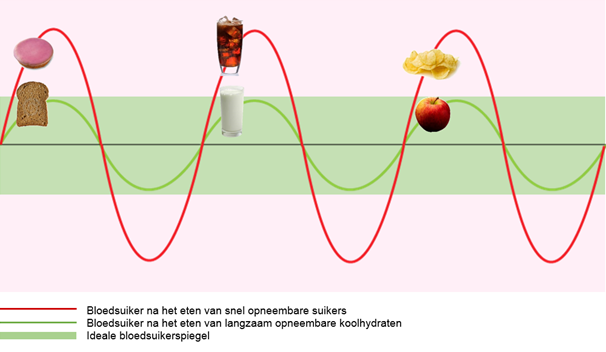 Bloedsuiker na het eten van snel opneembare suikers
Bloedsuiker na het eten van langzaam opneembare koolhydraten
Ideale bloedsuikerspiegel